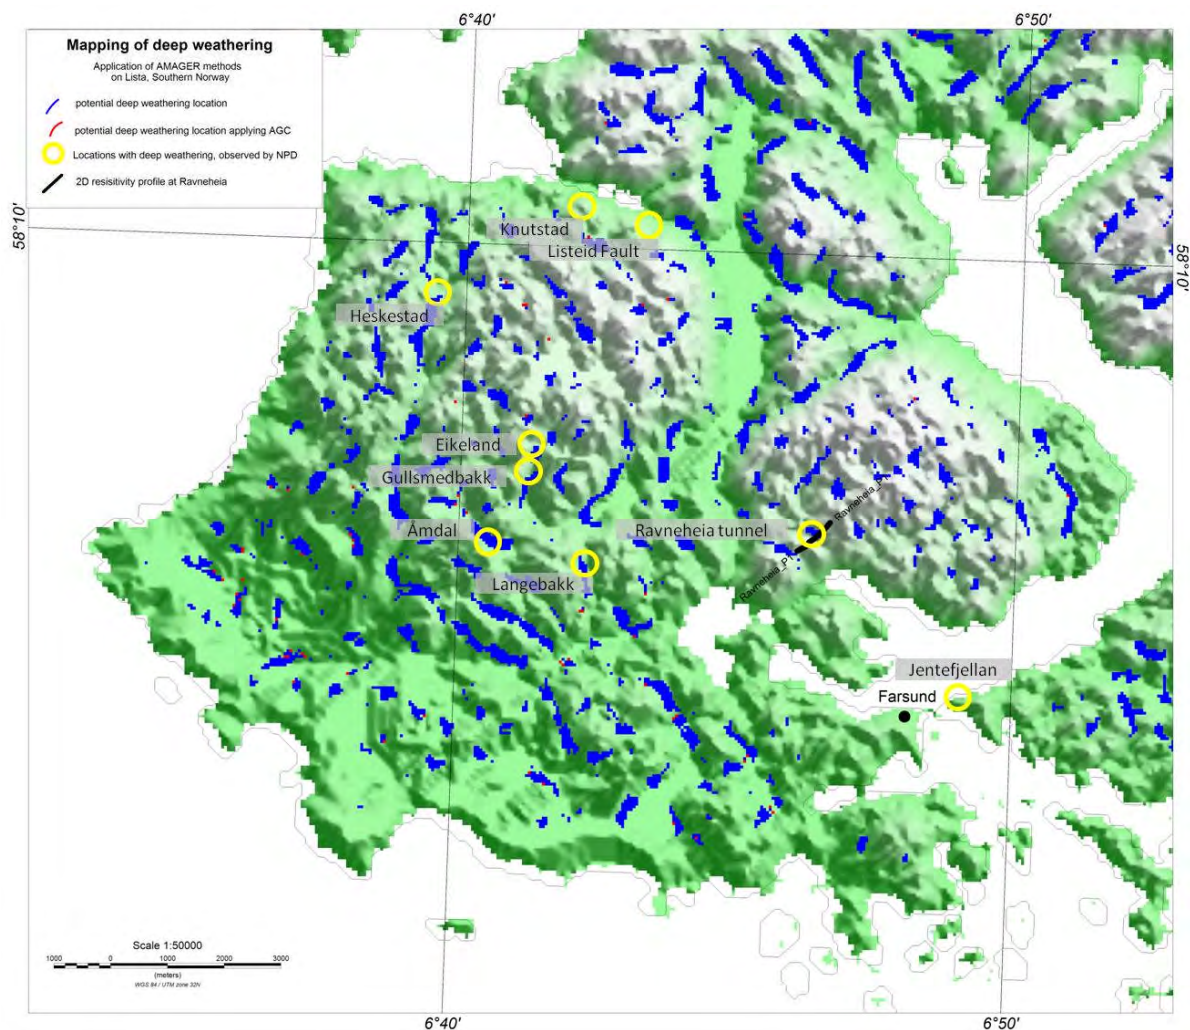 6°40'
6°50'
Mapping of deep weathering
Application of AMAGER methods
on Lista, Southern Norway
potential deep weathering location
potential deep weathering location applying AGC
Locations with deep weathering, observed by NPD
2D resisitivity profile at Ravneheia
58°10'
58°10'
Knutstad
Listeid Fault
Heskestad
Eikeland
Gullsmedbakk
Åmdal
Ravneheia tunnel
Ravneheia_P1
Langebakk
Ravneheia_P1
Jentefjellan
Farsund
Scale 1:50000
1000 0 1000 2000 3000
(meters)
WGS 84 / UTM zone 32N
6°40'
6°50'